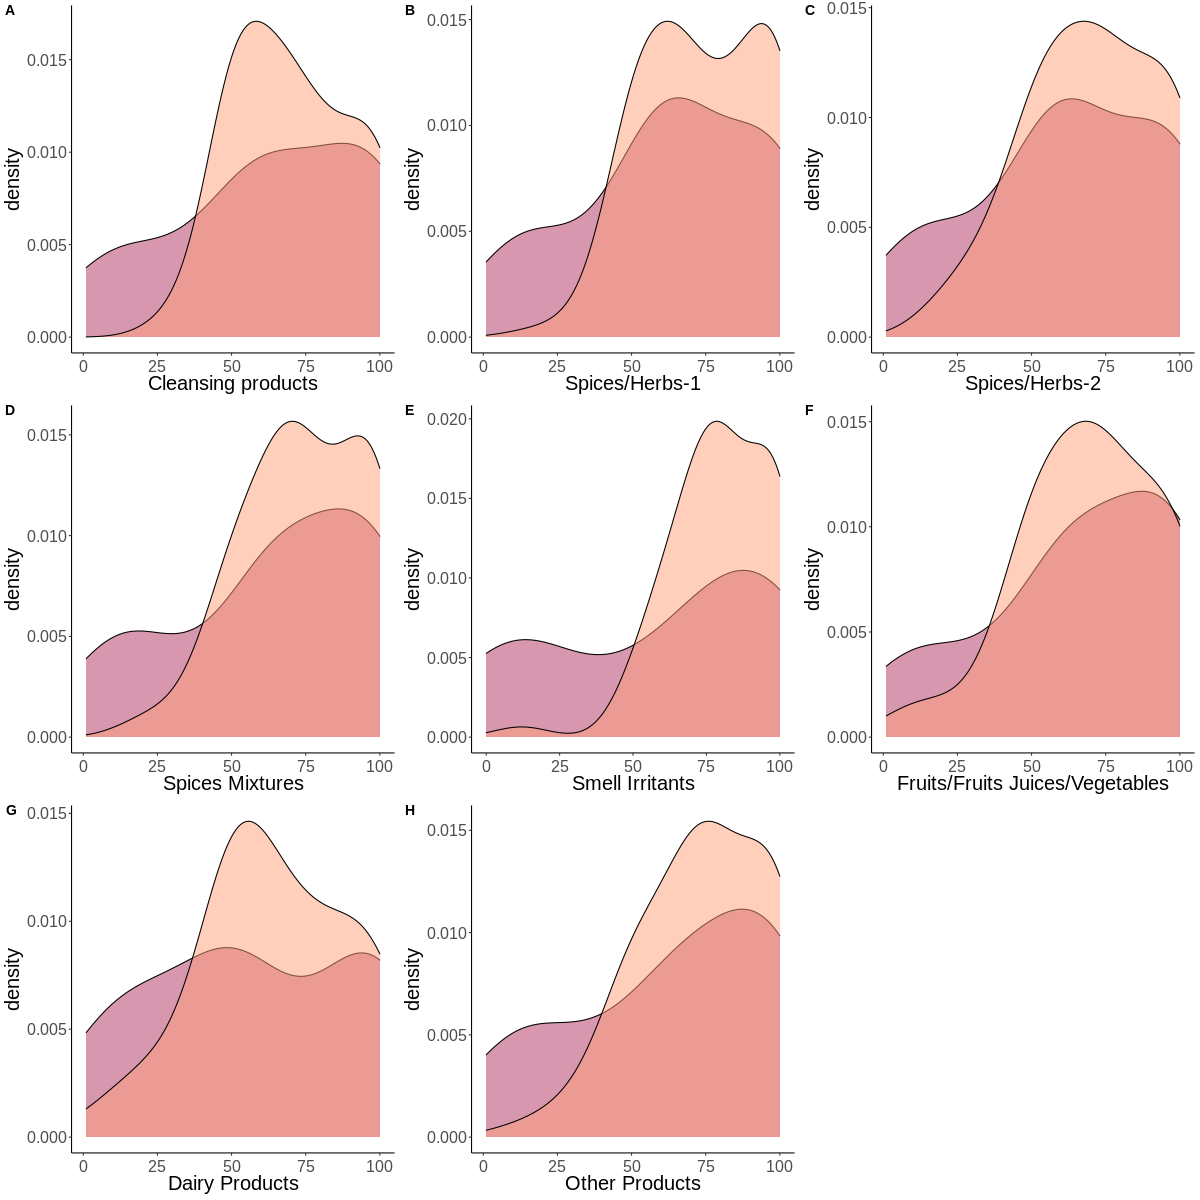 A
density
0.015
0.010
0.005
0.000
0 25 50 75 100
Cleansing products
B
density
0.015
0.010
0.005
0.000
0 25 50 75 100
Spices/Herbs-1
C
density
0.015
0.010
0.005
0.000
0 25 50 75 100
Spices/Herbs-2
D
density
0.015
0.010
0.005
0.000
0 25 50 75 100
Spices Mixtures
E
density
0.020
0.015
0.010
0.005
0.000
0 25 50 75 100
Smell Irritants
F
density
0.015
0.010
0.005
0.000
0 25 50 75 100
Fruits/Fruits Juices/Vegetables
G
density
0.015
0.010
0.005
0.000
0 25 50 75 100
Dairy Products
H
density
0.015
0.010
0.005
0.000
0 25 50 75 100
Other Products